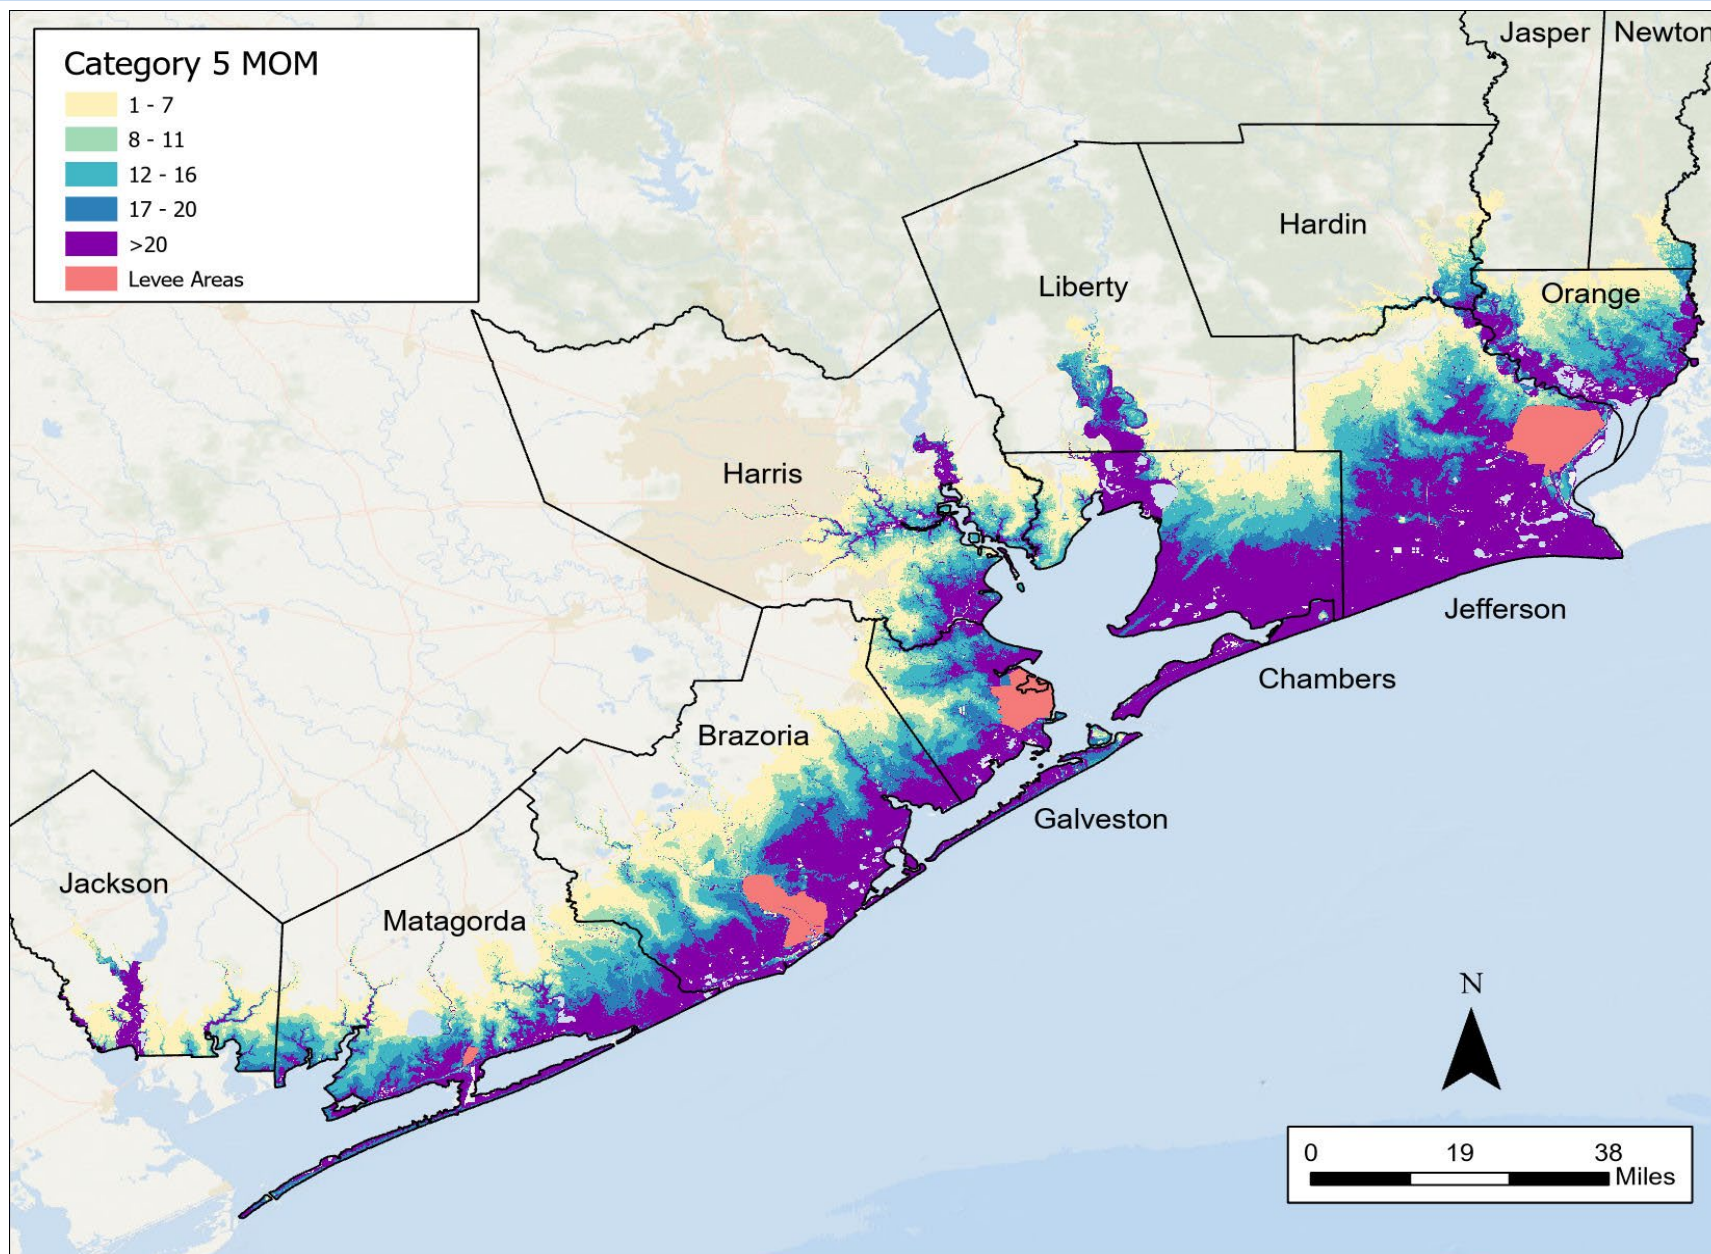 Category 5 MOM
1 - 7
8 - 11
12 - 16
17 - 20
>20
Levee Areas
Jasper
Newton
Hardin
Liberty
Orange
Harris
Jefferson
Chambers
Brazoria
Galveston
Jackson
Matagorda
N
0 19 38
Miles